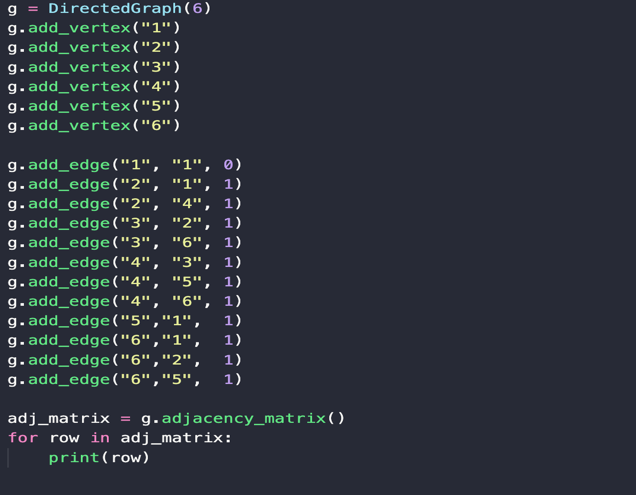 g = DirectedGraph(6)
g.add_vertex("1")
g.add_vertex("2")
g.add_vertex("3")
g.add_vertex("4")
g.add_vertex("5")
g.add_vertex("6")

g.add_edge("1", "1", 0)
g.add_edge("2", "1", 1)
g.add_edge("2", "4", 1)
g.add_edge("3", "2", 1)
g.add_edge("3", "6", 1)
g.add_edge("4", "3", 1)
g.add_edge("4", "5", 1)
g.add_edge("4", "6", 1)
g.add_edge("5","1",  1)
g.add_edge("6","1",  1)
g.add_edge("6","2",  1)
g.add_edge("6","5",  1)

adj_matrix = g.adjacency_matrix()
for row in adj_matrix:
    print(row)